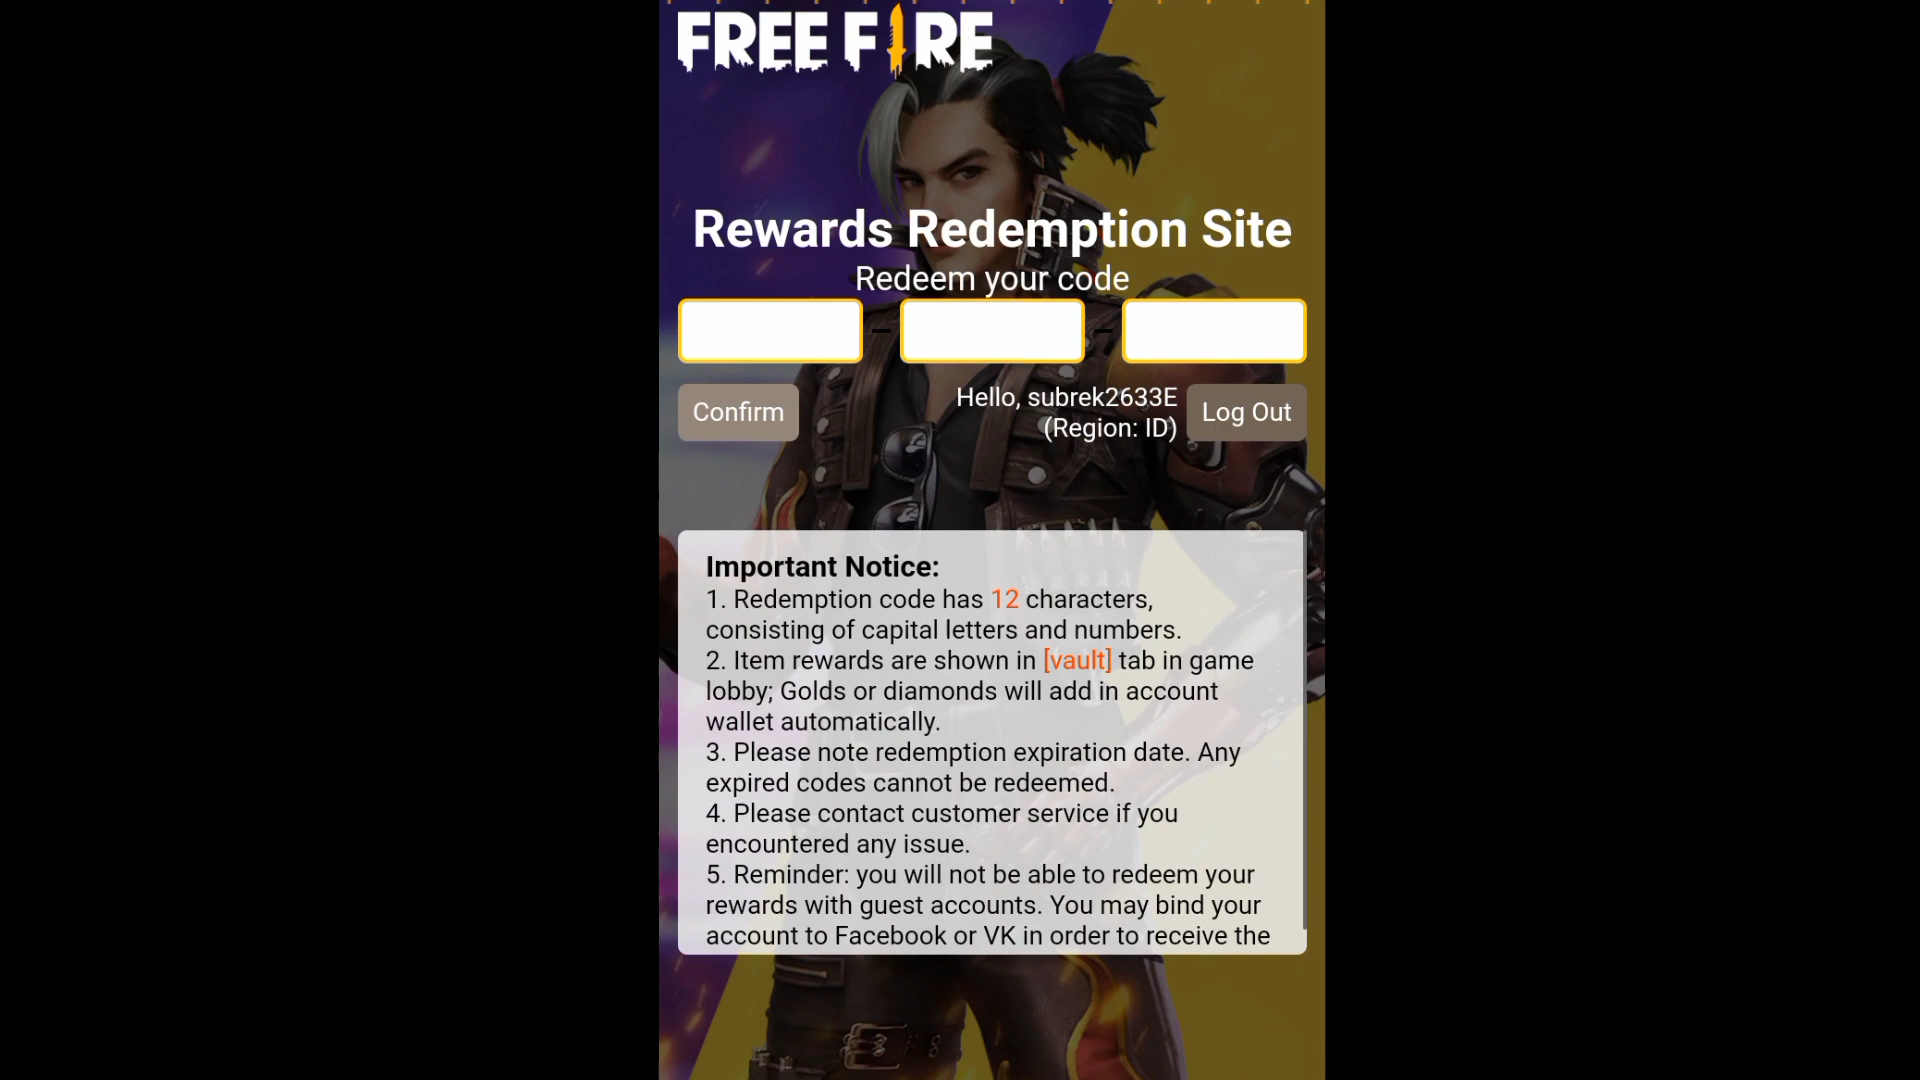 FREE FIRE
Rewards Redemption Site
Redeem your code
Confirm
Hello, subrek2633E
(Region: ID)
Log Out
Important Notice:
1. Redemption code has 12 characters,
consisting of capital letters and numbers.
2. Item rewards are shown in [vault] tab in game
lobby; Golds or diamonds will add in account
wallet automatically.
3. Please note redemption expiration date. Any
expired codes cannot be redeemed.
4. Please contact customer service if you
encountered any issue.
5. Reminder: you will not be able to redeem your
rewards with guest accounts. You may bind your
account to Facebook or VK in order to receive the